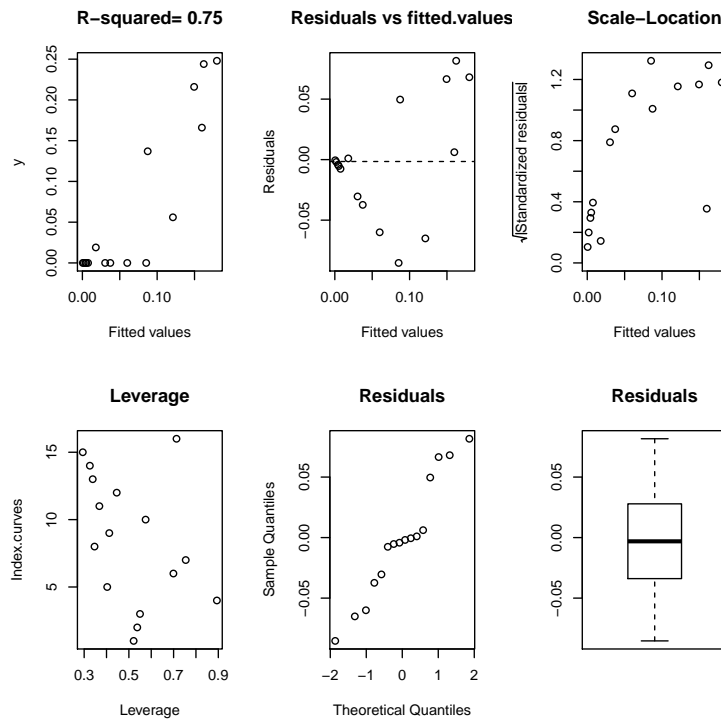 R−squared= 0.75
y
0.00 0.05 0.10 0.15 0.20 0.25
0.00 0.10
Fitted values
Residuals vs fitted.values
Residuals
−0.05 0.00 0.05
0.00 0.10
Fitted values
Scale−Location
√|Standardized residuals|
0.0 0.4 0.8 1.2
0.00 0.10
Fitted values
Leverage
Index.curves
5 10 15
0.3 0.5 0.7 0.9
Leverage
Residuals
Sample Quantiles
−0.05 0.00 0.05
−2 −1 0 1 2
Theoretical Quantiles
Residuals
−0.05 0.00 0.05